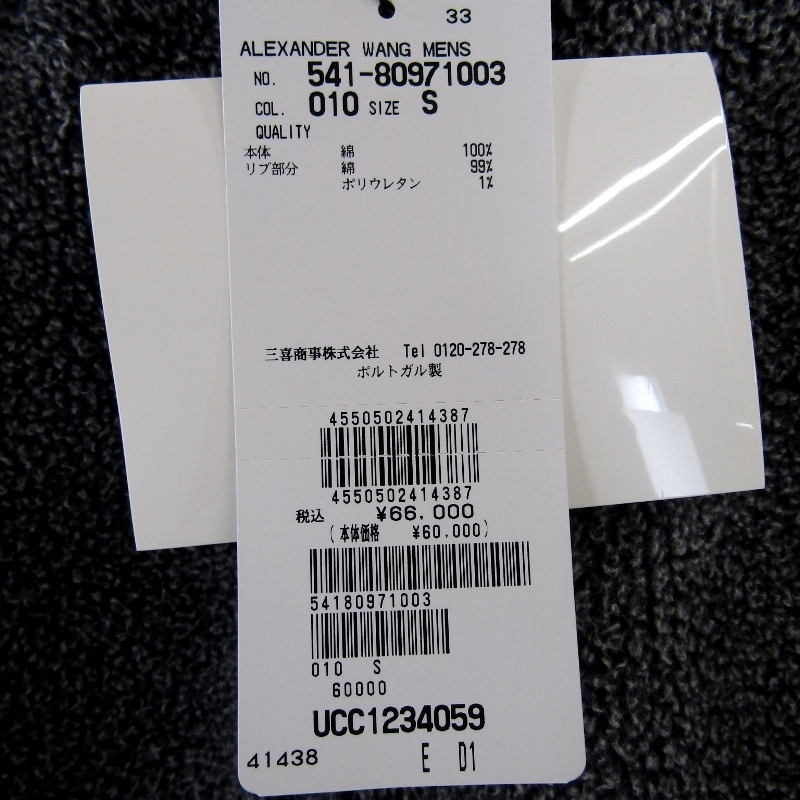 33
ALEXANDER WANG MENS
NO. 541-80971003
COL. 010 SIZE S
QUALITY
本体 綿 100%
リブ部分 綿 99%
ポリウレタン 1%
三喜商事株式会社 Tel 0120-278-278
ポルトガル製
4550502414387
4550502414387
税込 ¥66,000
(本体価格 ¥60,000)
54180971003
010 S
60000
UCC1234059
41438 E D1